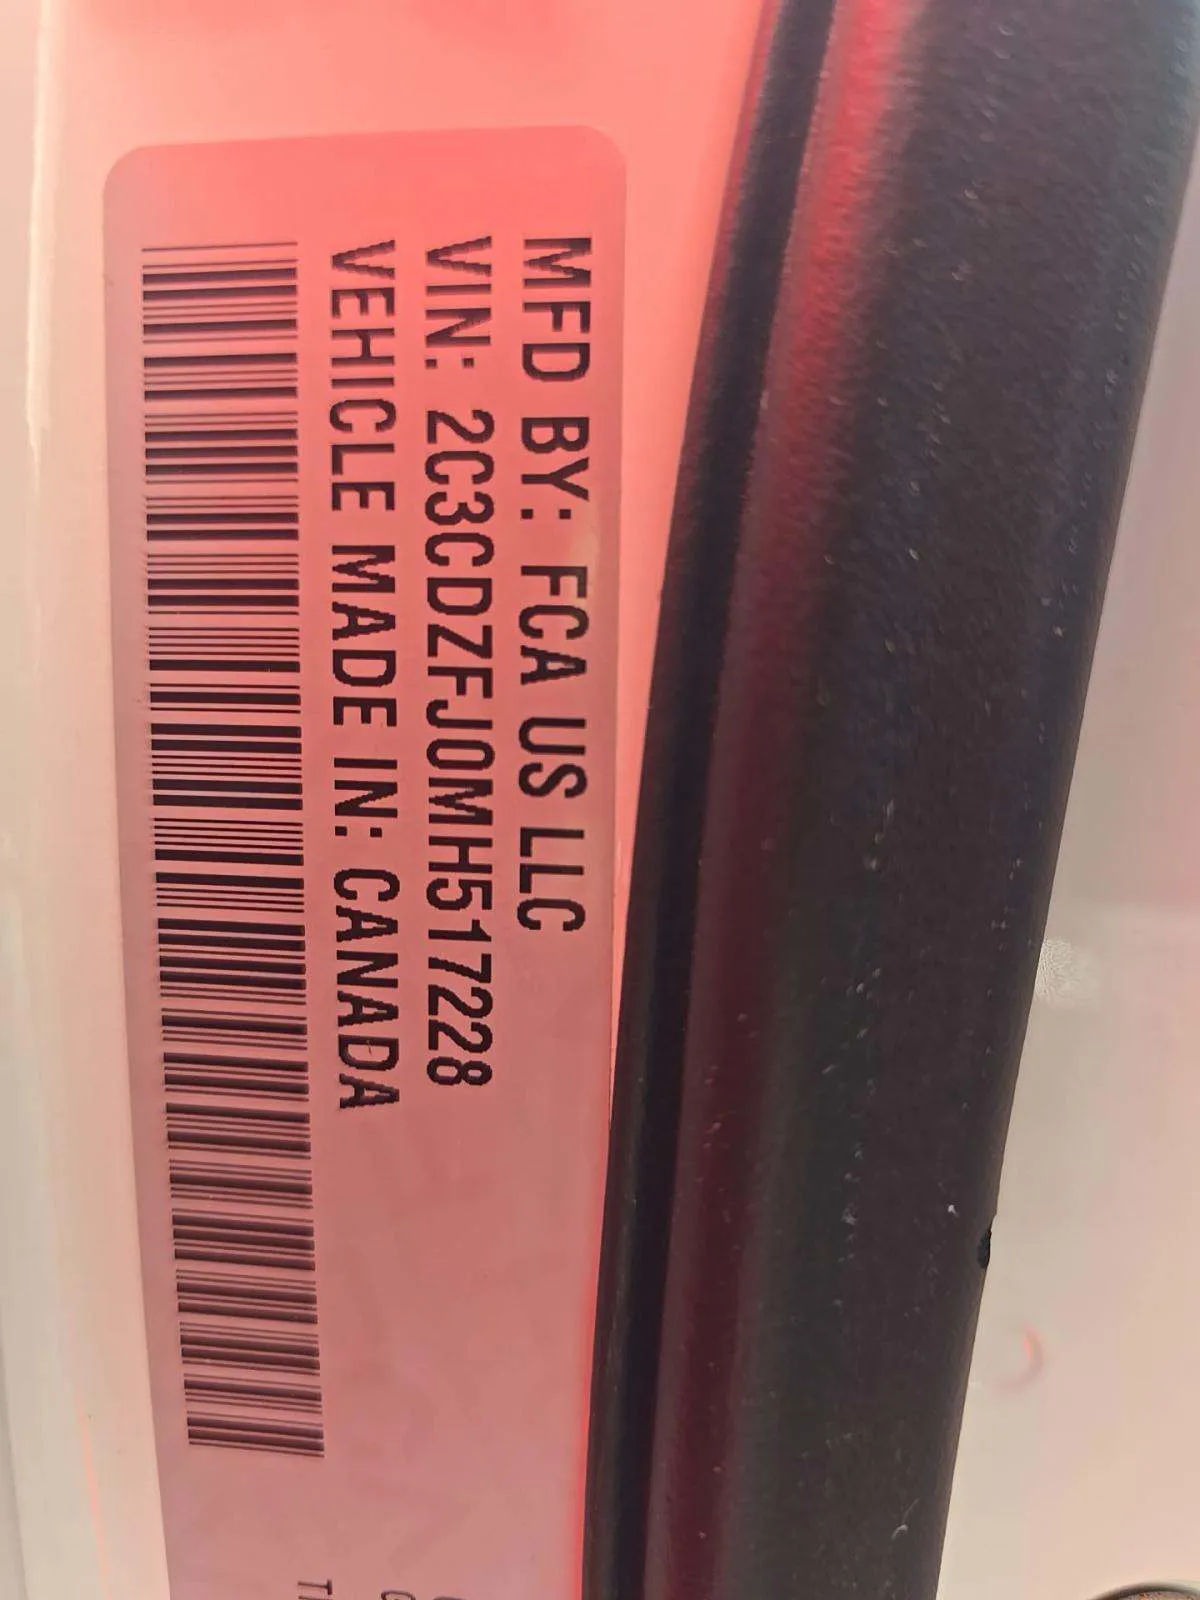 MFD BY: FCA US LLC
VIN: 2C3CDZFJ0MH517228
VEHICLE MADE IN: CANADA